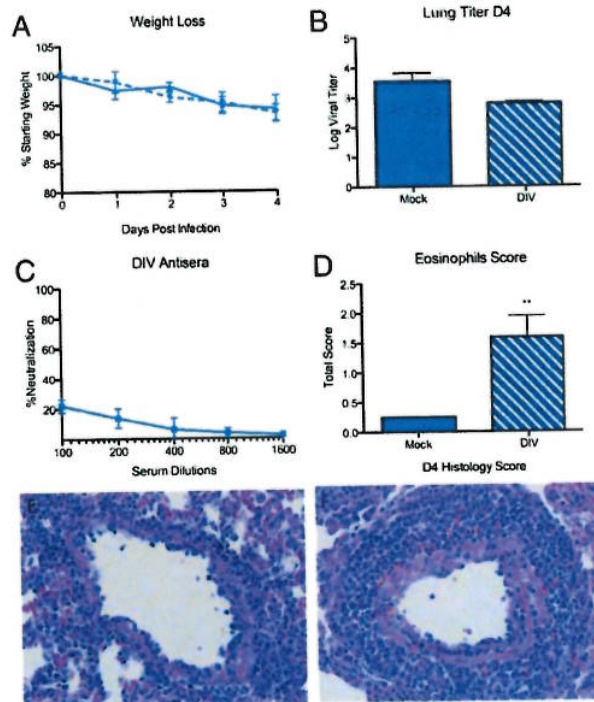 A
Weight Loss
% Starting Weight
105
100
95
90
85
80
0 1 2 3 4
Days Post Infection
B
Lung Titer D4
Log Viral Titer
5
4
3
2
1
0
Mock DIV
C
DIV Antisera
%Neutralization
100
80
60
40
20
100 200 400 800 1600
Serum Dilutions
D
Eosinophils Score
Total Score
2.5
2.0
1.5
1.0
0.5
0.0
**
Mock DIV
D4 Histology Score
E